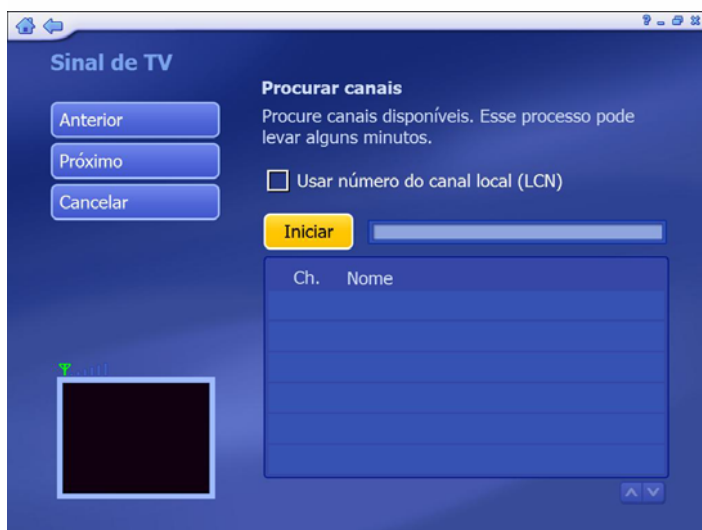 Sinal de TV
Anterior
Próximo
Cancelar
Procurar canais
Procure canais disponíveis. Esse processo pode
levar alguns minutos.
Usar número do canal local (LCN)
Iniciar
Ch. Nome